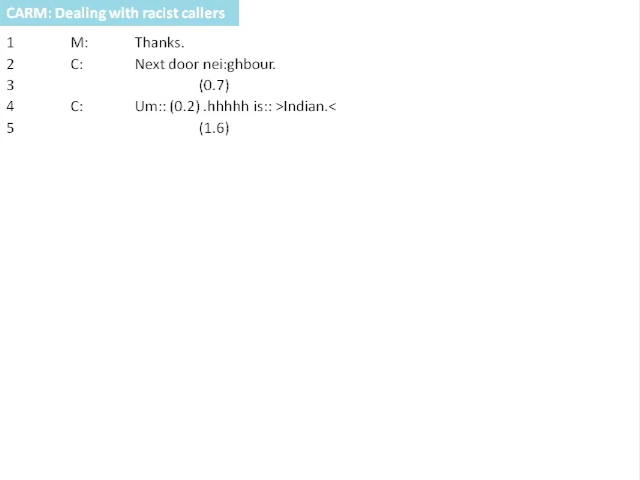 CARM: Dealing with racist callers
1 M: Thanks.
2 C: Next door nei:ghbour.
3 (0.7)
4 C: Um:: (0.2) .hhhhh is:: >Indian.<
5 (1.6)